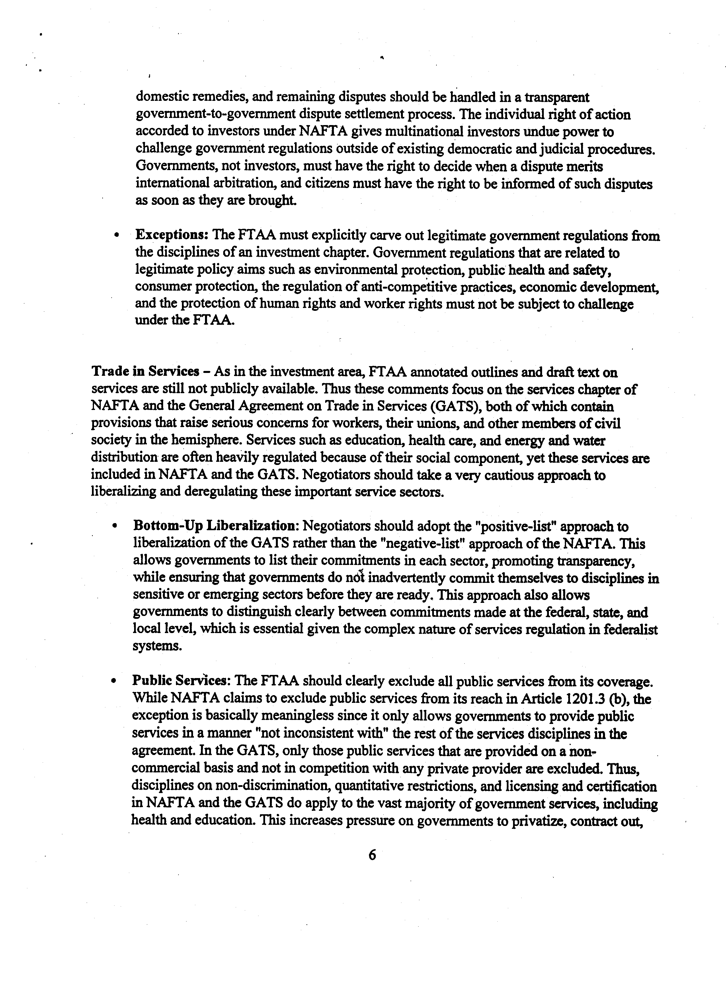 domestic remedies, and remaining disputes should be handled in a transparent
government-to-government dispute settlement process. The individual right of action
accorded to investors under NAFTA gives multinational investors undue power to
challenge government regulations outside of existing democratic and judicial procedures.
Governments, not investors, must have the right to decide when a dispute merits
international arbitration, and citizens must have the right to be informed of such disputes
as soon as they are brought.
• Exceptions: The FTAA must explicitly carve out legitimate government regulations from
the disciplines of an investment chapter. Government regulations that are related to
legitimate policy aims such as environmental protection, public health and safety,
consumer protection, the regulation of anti-competitive practices, economic development,
and the protection of human rights and worker rights must not be subject to challenge
under the FTAA.
Trade in Services – As in the investment area, FTAA annotated outlines and draft text on
services are still not publicly available. Thus these comments focus on the services chapter of
NAFTA and the General Agreement on Trade in Services (GATS), both of which contain
provisions that raise serious concerns for workers, their unions, and other members of civil
society in the hemisphere. Services such as education, health care, and energy and water
distribution are often heavily regulated because of their social component, yet these services are
included in NAFTA and the GATS. Negotiators should take a very cautious approach to
liberalizing and deregulating these important service sectors.
• Bottom-Up Liberalization: Negotiators should adopt the "positive-list" approach to
liberalization of the GATS rather than the "negative-list" approach of the NAFTA. This
allows governments to list their commitments in each sector, promoting transparency,
while ensuring that governments do not inadvertently commit themselves to disciplines in
sensitive or emerging sectors before they are ready. This approach also allows
governments to distinguish clearly between commitments made at the federal, state, and
local level, which is essential given the complex nature of services regulation in federalist
systems.
• Public Services: The FTAA should clearly exclude all public services from its coverage.
While NAFTA claims to exclude public services from its reach in Article 1201.3 (b), the
exception is basically meaningless since it only allows governments to provide public
services in a manner "not inconsistent with" the rest of the services disciplines in the
agreement. In the GATS, only those public services that are provided on a non-
commercial basis and not in competition with any private provider are excluded. Thus,
disciplines on non-discrimination, quantitative restrictions, and licensing and certification
in NAFTA and the GATS do apply to the vast majority of government services, including
health and education. This increases pressure on governments to privatize, contract out,
6